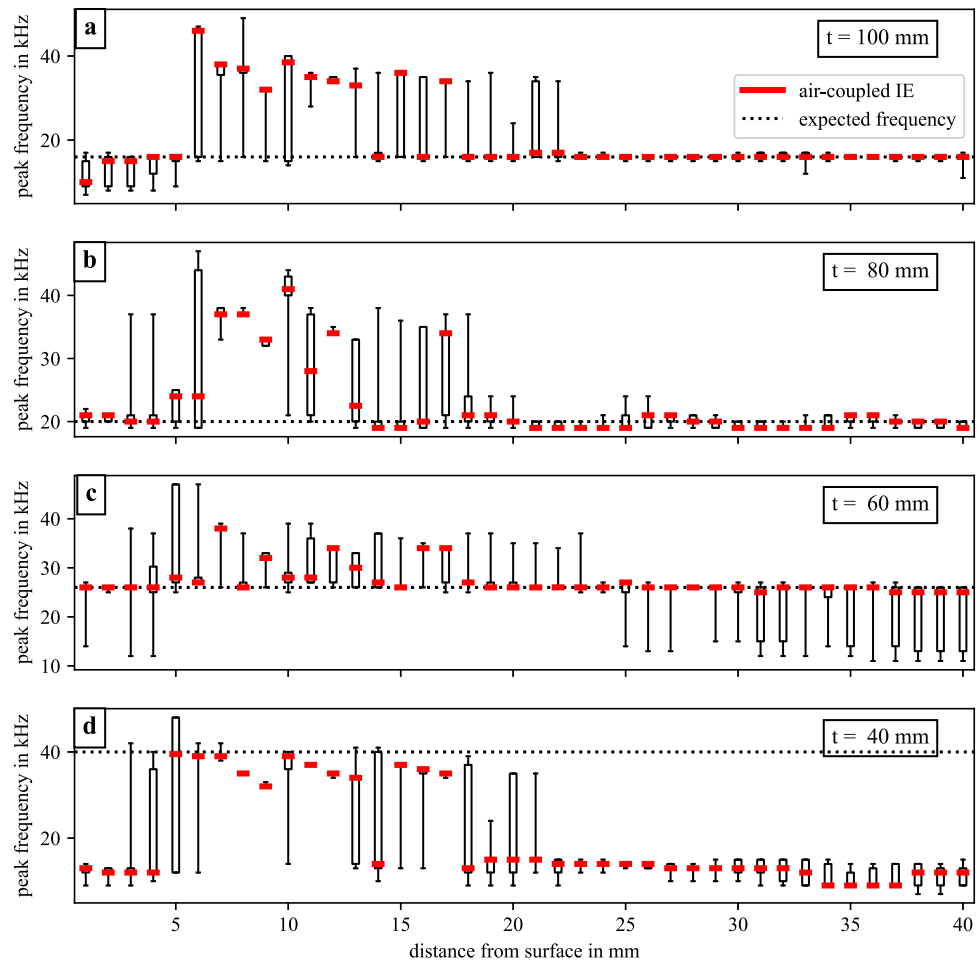 a
t = 100 mm
air-coupled IE
expected frequency
peak frequency in kHz
40
20
b
t = 80 mm
peak frequency in kHz
40
30
20
c
t = 60 mm
peak frequency in kHz
40
30
20
10
d
t = 40 mm
peak frequency in kHz
40
20
5 10 15 20 25 30 35 40
distance from surface in mm